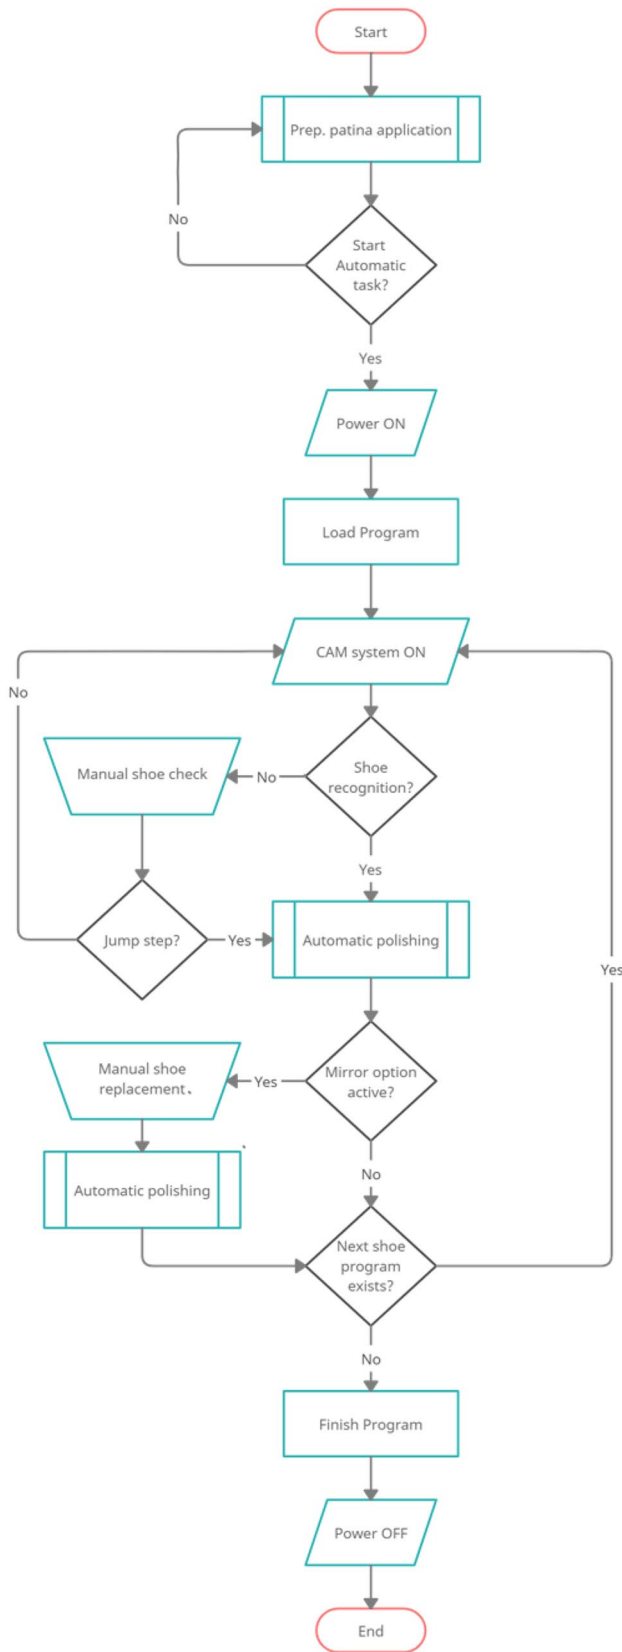 Start
Prep. patina application
No
Start
Automatic
task?
Yes
Power ON
Load Program
CAM system ON
No
Manual shoe check
No
Shoe
recognition?
Yes
Jump step?
Yes
Automatic polishing
Yes
Manual shoe
replacement.
Yes
Mirror option
active?
No
Automatic polishing
Next shoe
program
exists?
No
Finish Program
Power OFF
End